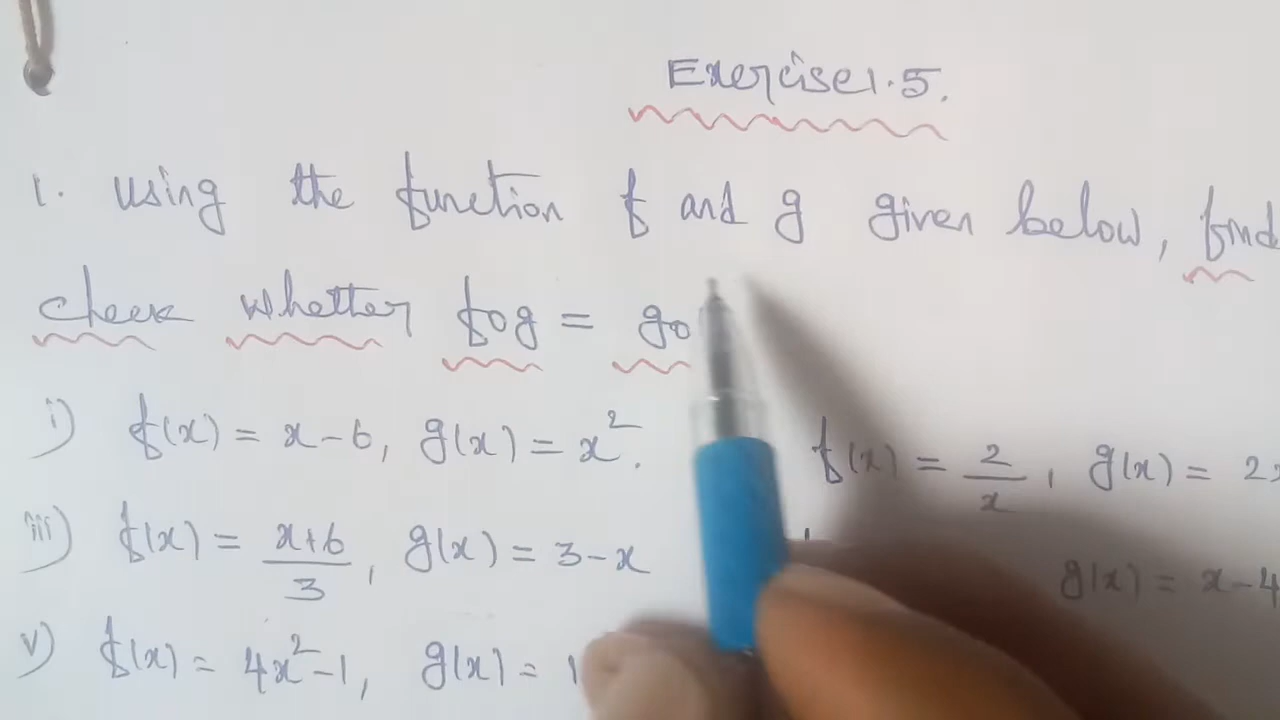 Exercise 1.5.
1. using the function f and g given below, find
check whether fog = go
i) f(x) = x-6, g(x) = x². f(x) = 2/x, g(x) = 2x
iii) f(x) = x+6/3, g(x) = 3-x g(x) = x-4
v) f(x) = 4x²-1, g(x) = 1